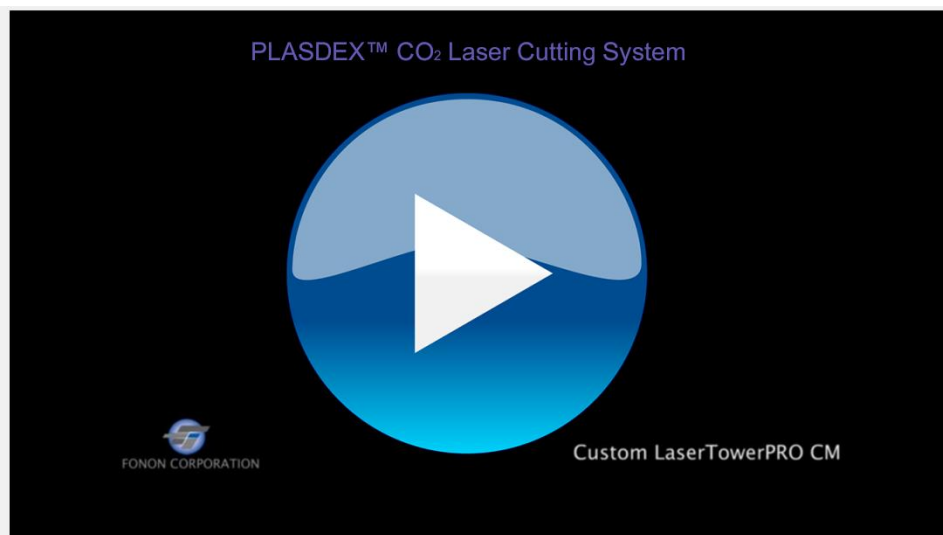 PLASDEX™ CO₂ Laser Cutting System
FONON CORPORATION
Custom LaserTowerPRO CM